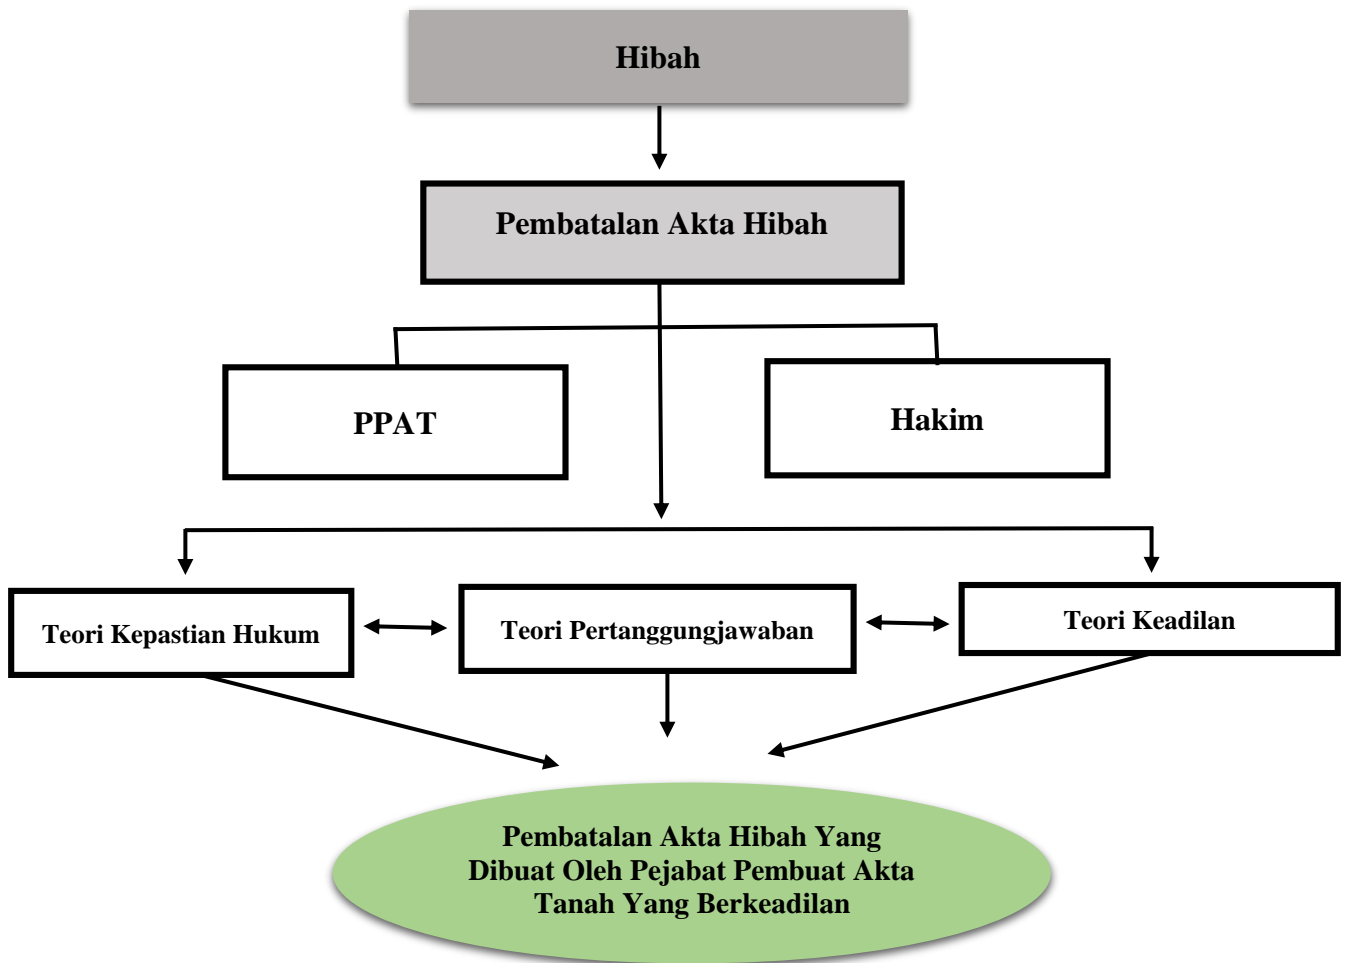 Hibah
Pembatalan Akta Hibah
PPAT
Hakim
Teori Kepastian Hukum
Teori Pertanggungjawaban
Teori Keadilan
Pembatalan Akta Hibah Yang
Dibuat Oleh Pejabat Pembuat Akta
Tanah Yang Berkeadilan